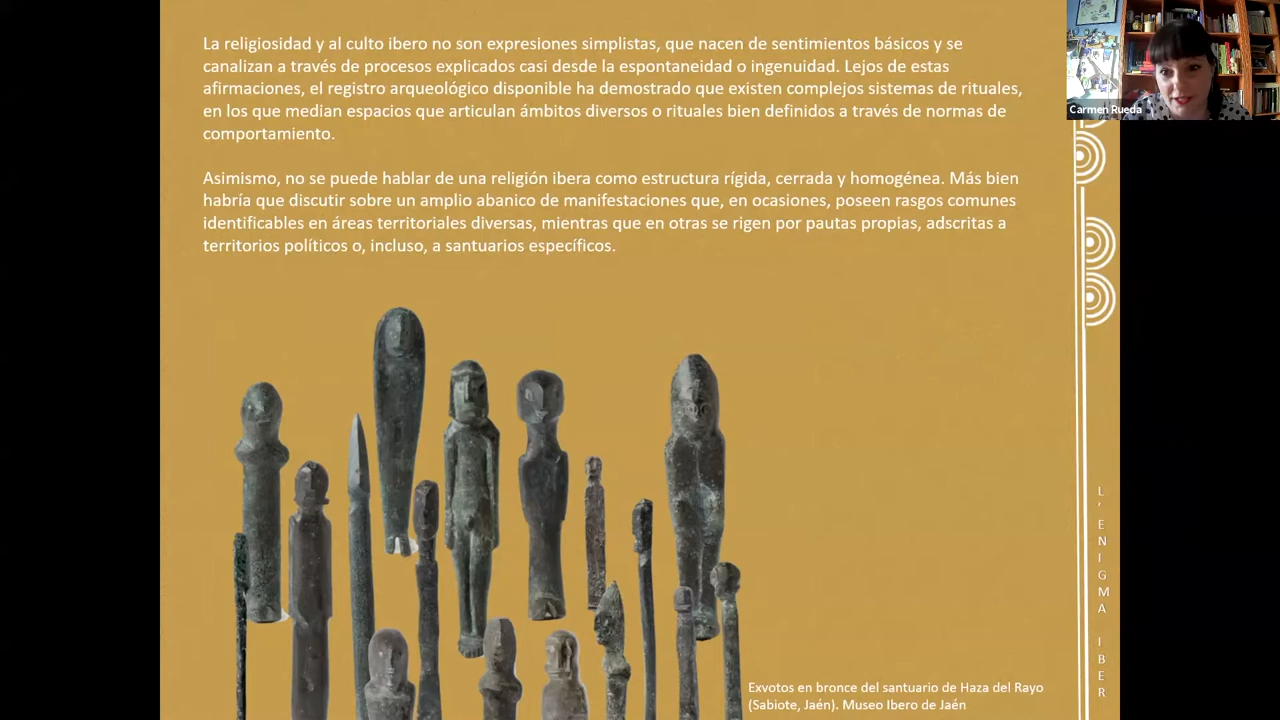 La religiosidad y al culto ibero no son expresiones simplistas, que nacen de sentimientos básicos y se
canalizan a través de procesos explicados casi desde la espontaneidad o ingenuidad. Lejos de estas
afirmaciones, el registro arqueológico disponible ha demostrado que existen complejos sistemas de rituales,
en los que median espacios que articulan ámbitos diversos o rituales bien definidos a través de normas de
comportamiento.
Asimismo, no se puede hablar de una religión ibera como estructura rígida, cerrada y homogénea. Más bien
habría que discutir sobre un amplio abanico de manifestaciones que, en ocasiones, poseen rasgos comunes
identificables en áreas territoriales diversas, mientras que en otras se rigen por pautas propias, adscritas a
territorios políticos o, incluso, a santuarios específicos.
Exvotos en bronce del santuario de Haza del Rayo
(Sabiote, Jaén). Museo Ibero de Jaén
Carmen Rueda
L'ENIGMA IBER